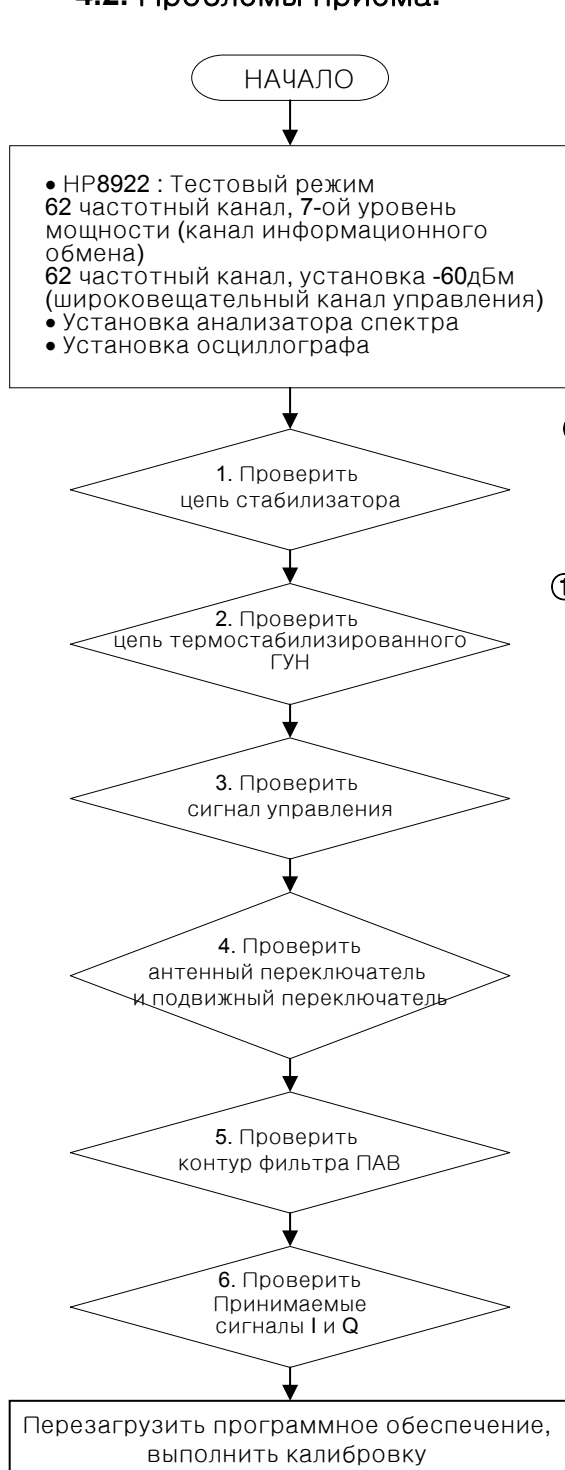 4.2. Проблемы приема.
НАЧАЛО
• HP8922 : Тестовый режим
62 частотный канал, 7-ой уровень
мощности (канал информационного
обмена)
62 частотный канал, установка -60дБм
(широковещательный канал управления)
• Установка анализатора спектра
• Установка осциллографа
1. Проверить
цепь стабилизатора
2. Проверить
цепь термостабилизированного
ГУН
3. Проверить
сигнал управления
4. Проверить
антенный переключатель
и подвижный переключатель
5. Проверить
контур фильтра ПАВ
6. Проверить
Принимаемые
сигналы I и Q
Перезагрузить программное обеспечение,
выполнить калибровку